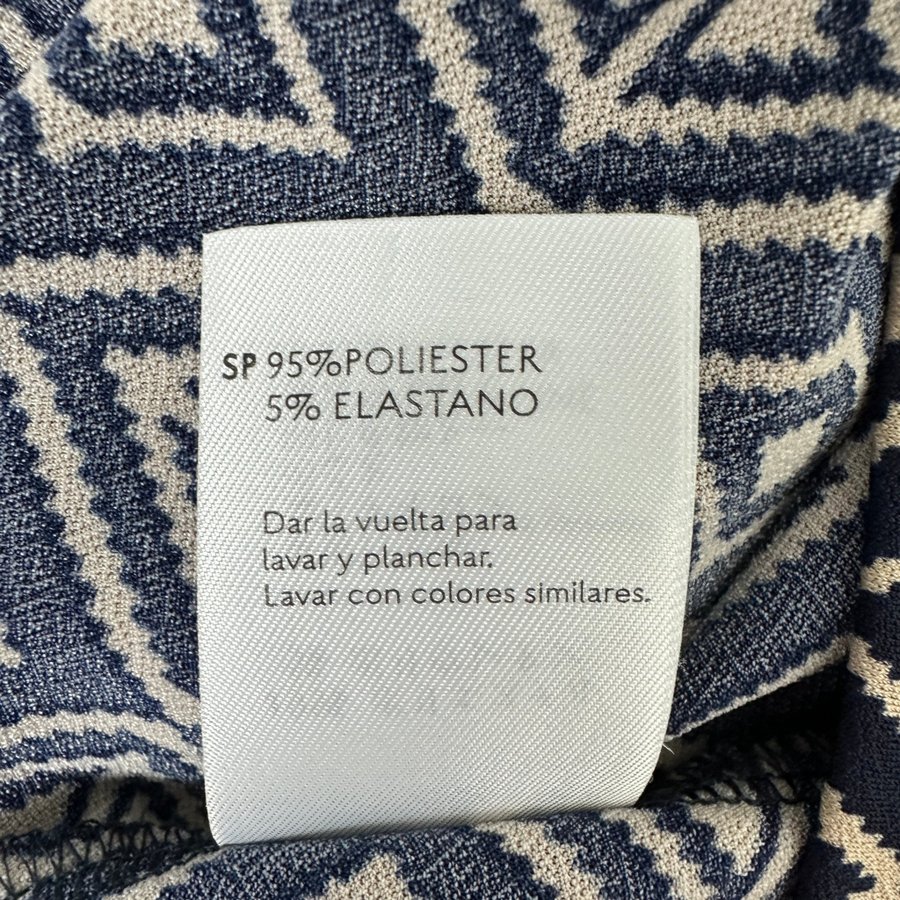 SP 95%POLIESTER
5% ELASTANO
Dar la vuelta para
lavar y planchar.
Lavar con colores similares.